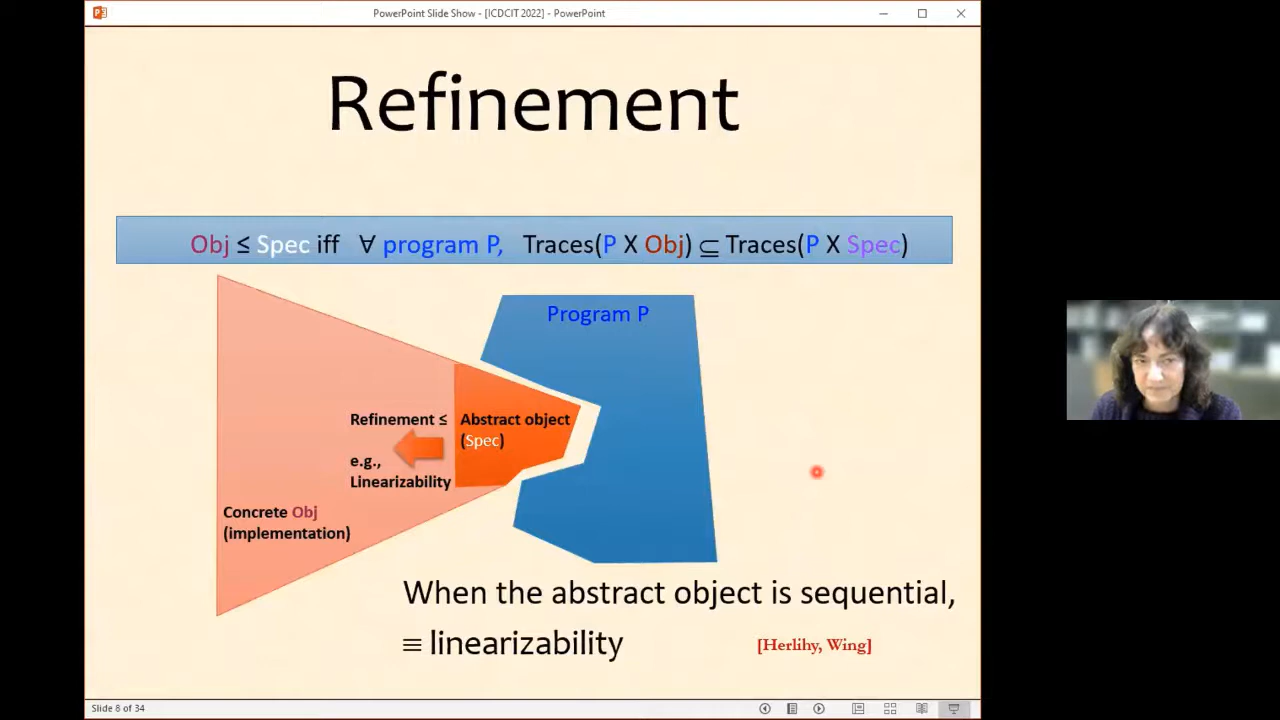 PowerPoint Slide Show - [ICDCIT 2022] - PowerPoint
Refinement
Obj ≤ Spec iff ∀ program P, Traces(P X Obj) ⊆ Traces(P X Spec)
Program P
Refinement ≤
e.g.,
Linearizability
Abstract object
(Spec)
Concrete Obj
(implementation)
When the abstract object is sequential,
≡ linearizability
[Herlihy, Wing]
Slide 8 of 34